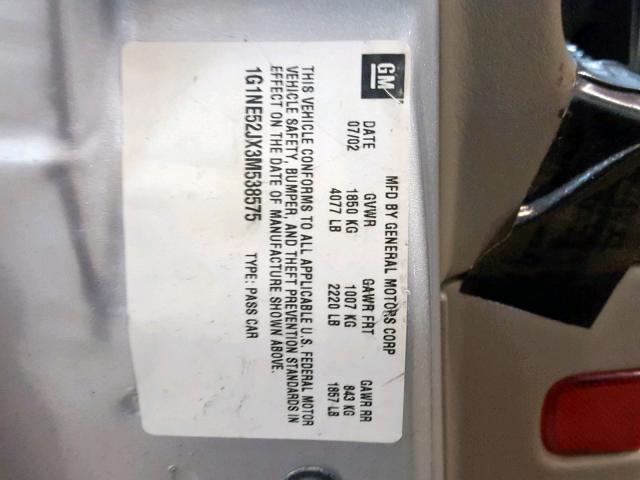 GM
MFD BY GENERAL MOTORS CORP
DATE GVWR GAWR FRT GAWR RR
07/02 1850 KG 1007 KG 843 KG
4077 LB 2220 LB 1857 LB
THIS VEHICLE CONFORMS TO ALL APPLICABLE U.S. FEDERAL MOTOR
VEHICLE SAFETY, BUMPER, AND THEFT PREVENTION STANDARDS IN
EFFECT ON THE DATE OF MANUFACTURE SHOWN ABOVE.
1G1NE52JX3M538575 TYPE: PASS CAR